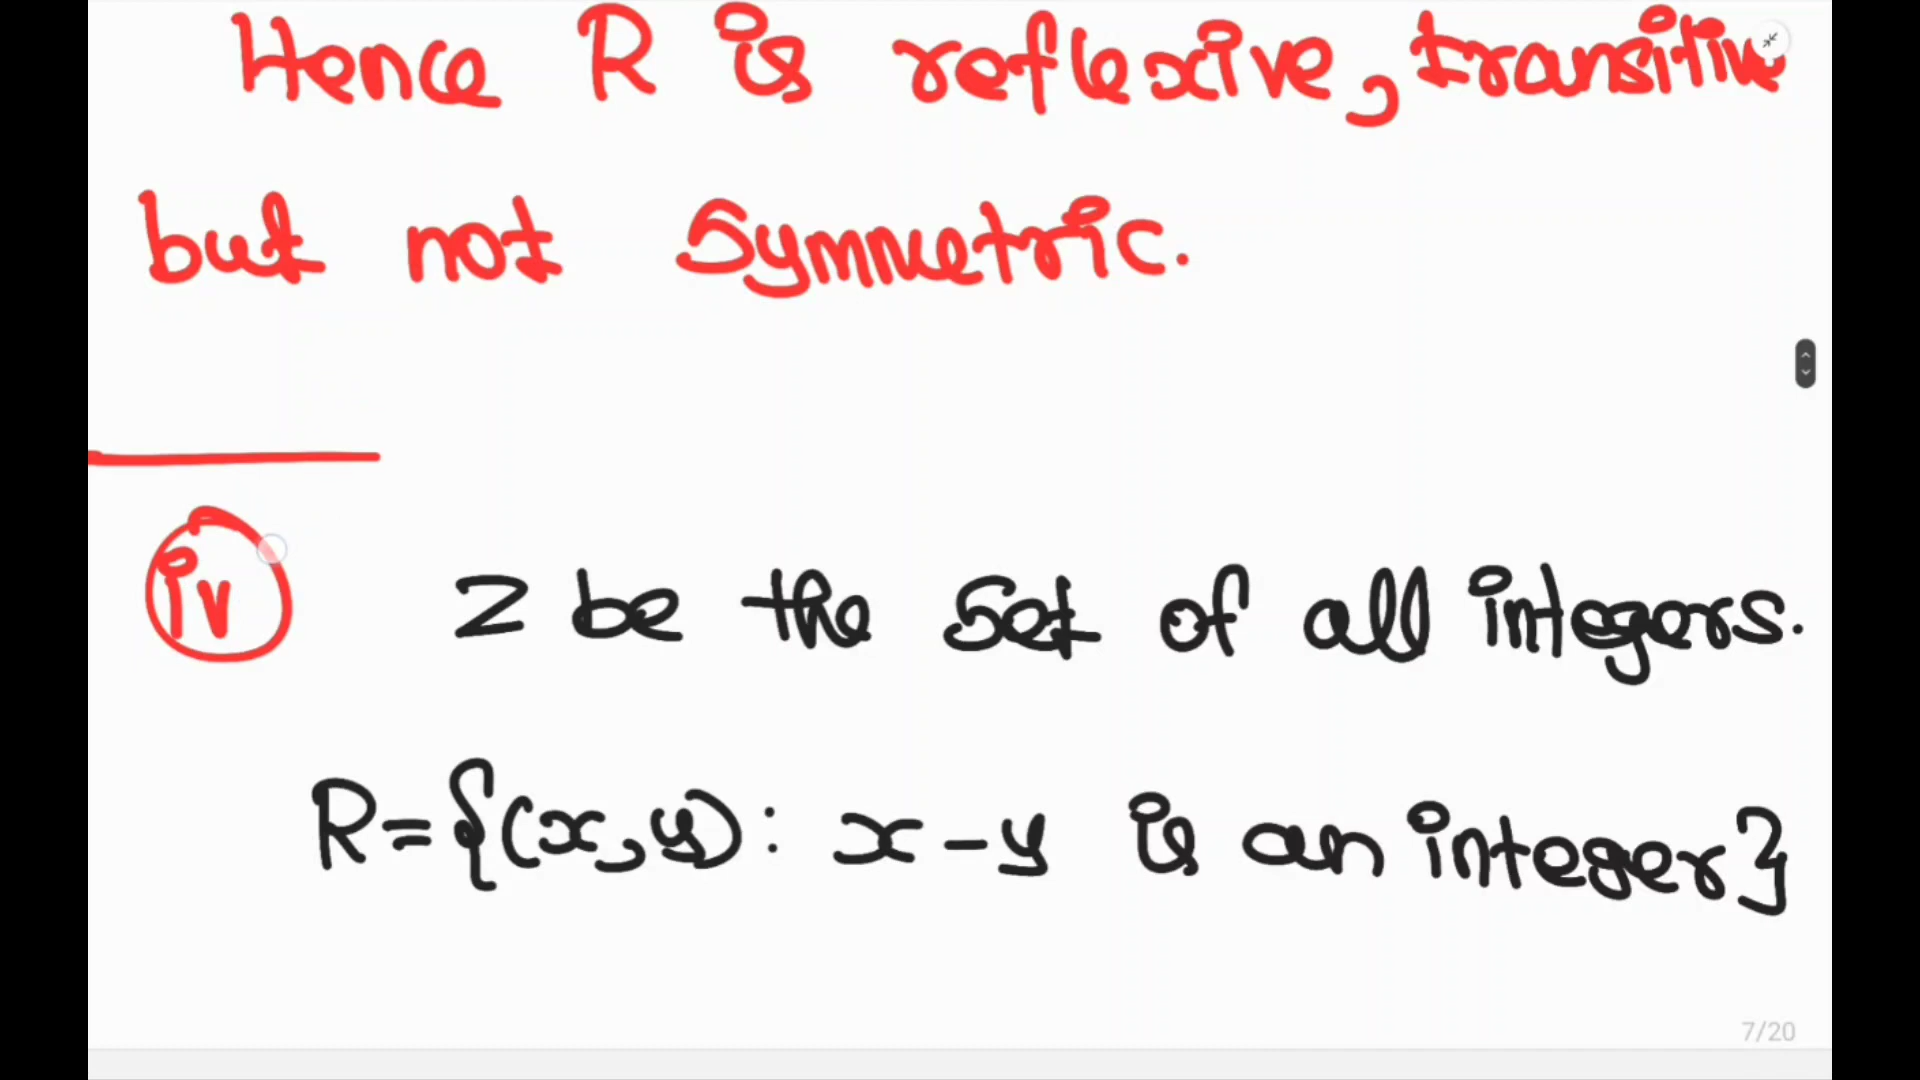 Hence R is reflexive, transitive
but not Symmetric.
iv Z be the Set of all integers.
R={(x,y): x-y is an integer}
7/20